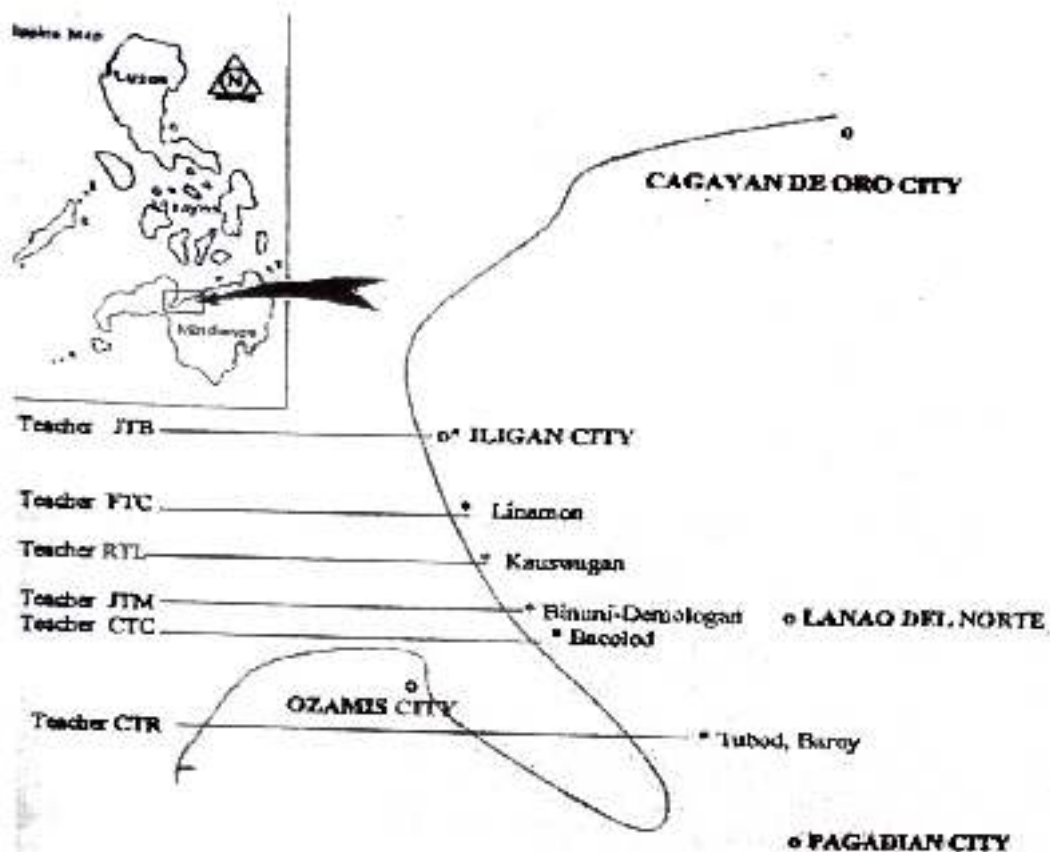 Map
Luzon
N
Visayas
Mindanao
CAGAYAN DE ORO CITY
Teacher JTB
ILIGAN CITY
Teacher FTC
Linamon
Teacher RTL
Kauswagan
Teacher JTM
Binuni-Demologan
LANAO DEL NORTE
Teacher CTC
Bacolod
OZAMIS CITY
Teacher CTR
Tubod, Baroy
PAGADIAN CITY